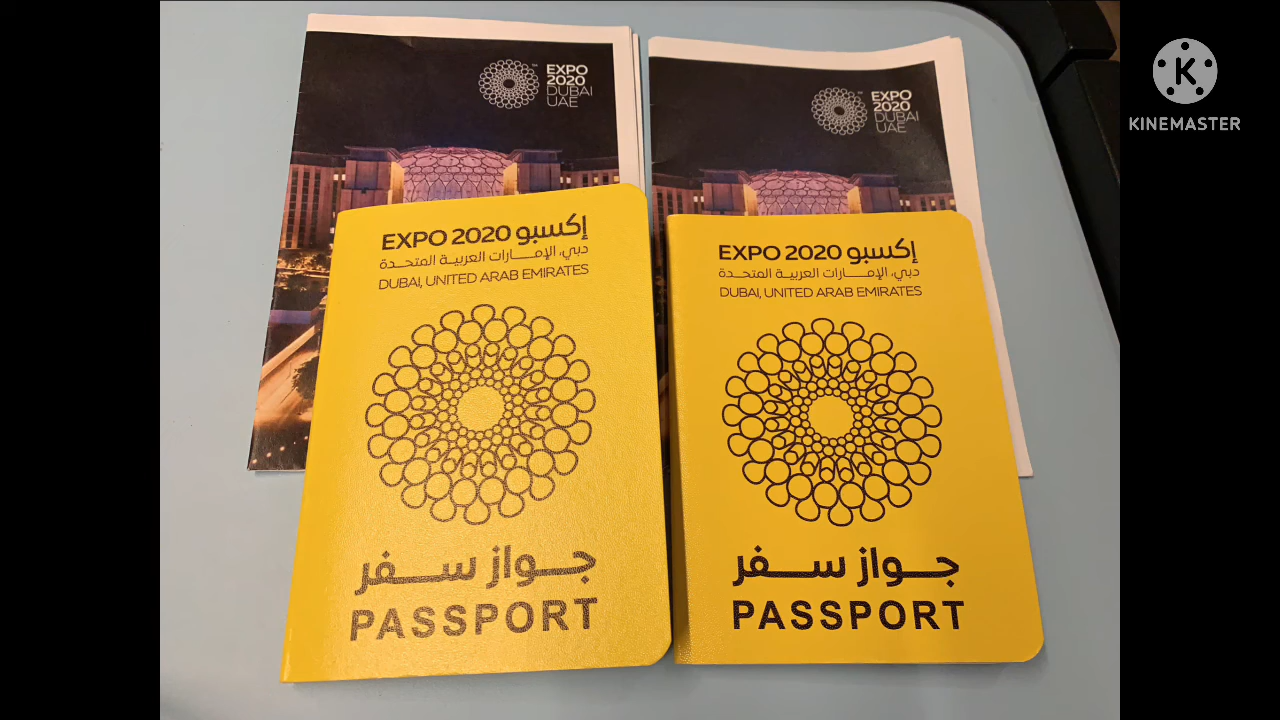 EXPO
2020
DUBAI
UAE
EXPO
2020
DUBAI
UAE
KINEMASTER
EXPO 2020 إكسبو
دبي، الإمارات العربية المتحدة
DUBAI, UNITED ARAB EMIRATES
جواز سفر
PASSPORT
EXPO 2020 إكسبو
دبي، الإمارات العربية المتحدة
DUBAI, UNITED ARAB EMIRATES
جواز سفر
PASSPORT